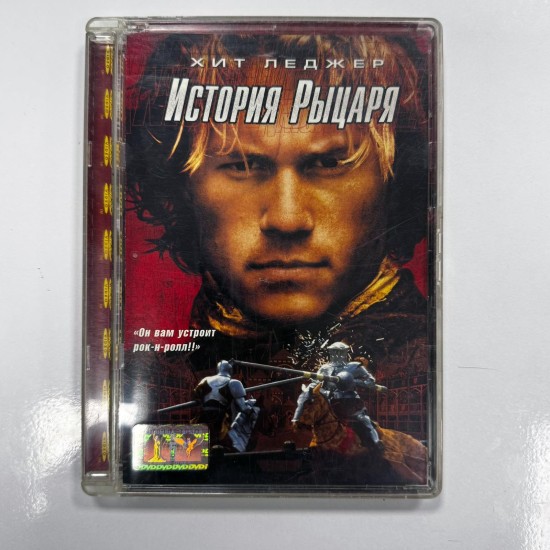 ХИТ ЛЕДЖЕР
ИСТОРИЯ РЫЦАРЯ
«Он вам устроит
рок-н-ролл!!»